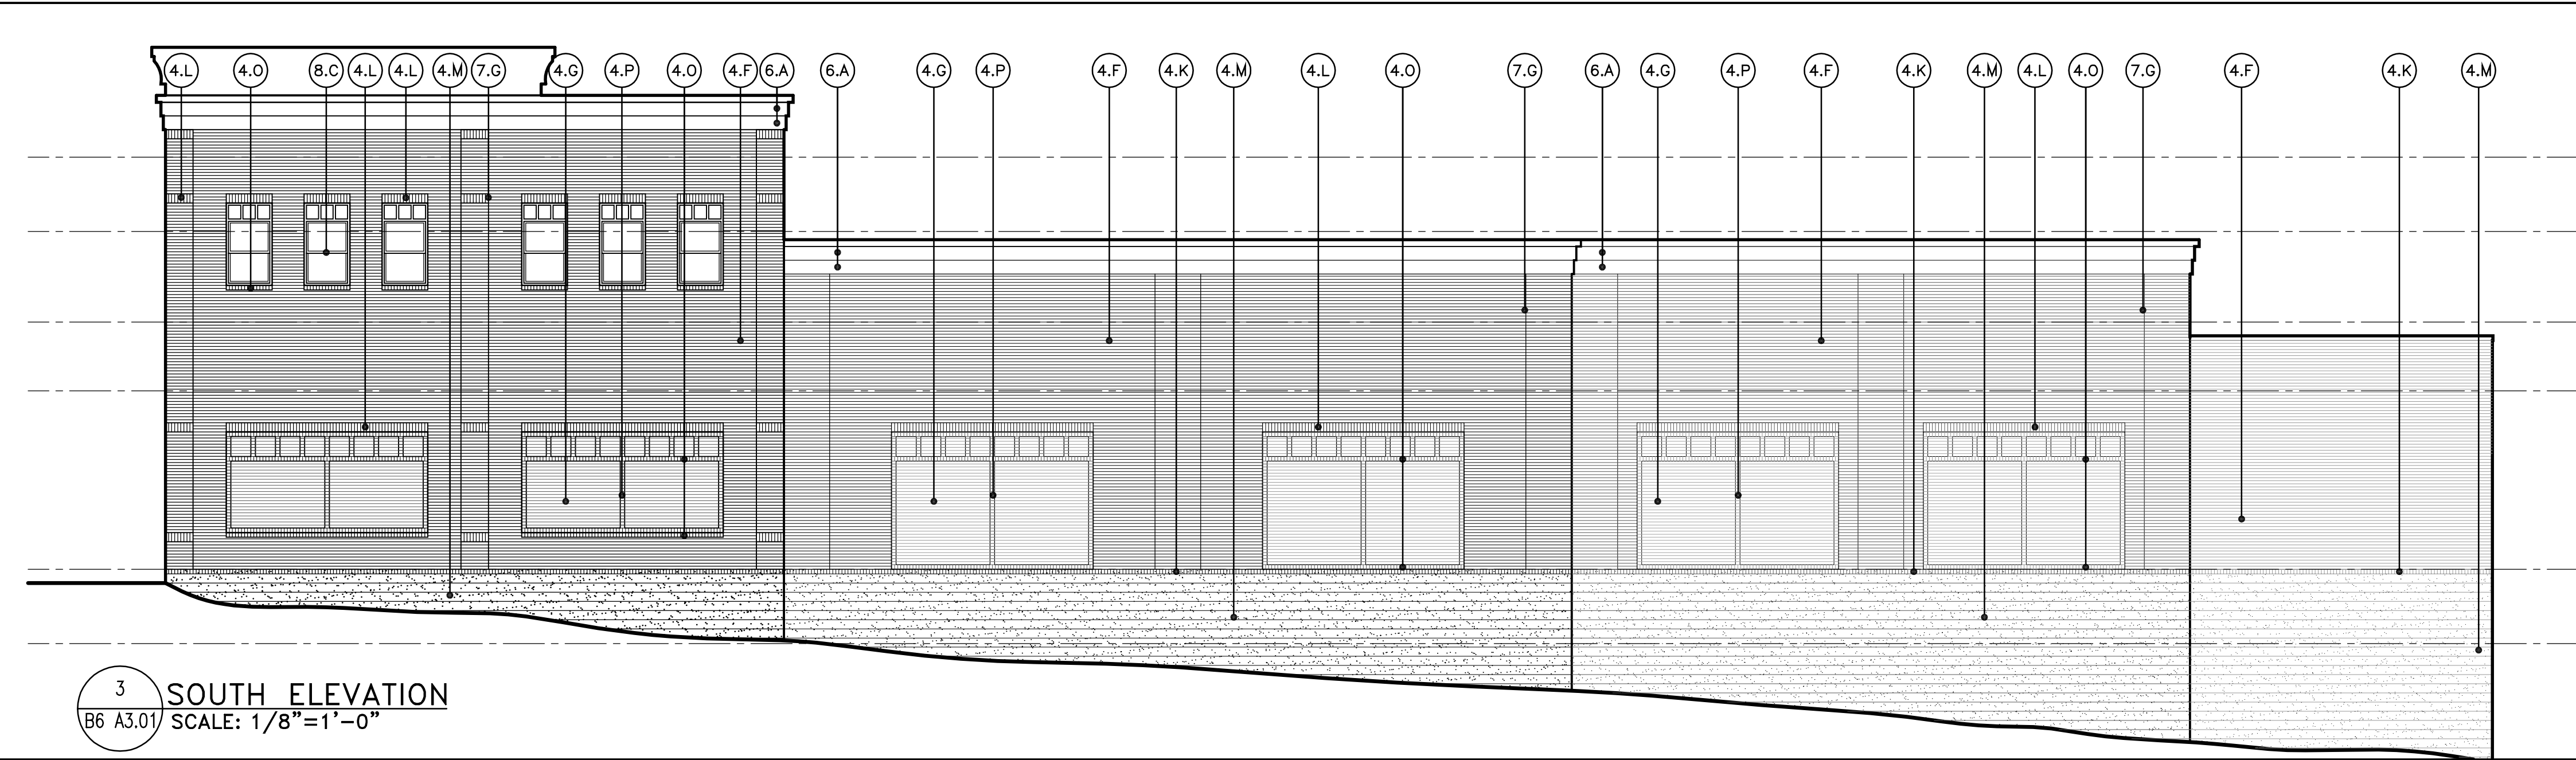 4.L 4.O 8.C 4.L 4.L 4.M 7.G 4.G 4.P 4.O 4.F 6.A 6.A 4.G 4.P 4.F 4.K 4.M 4.L 4.O 7.G 6.A 4.G 4.P 4.F 4.K 4.M 4.L 4.O 7.G 4.F 4.K 4.M
3
B6 A3.01
SOUTH ELEVATION
SCALE: 1/8"=1'-0"